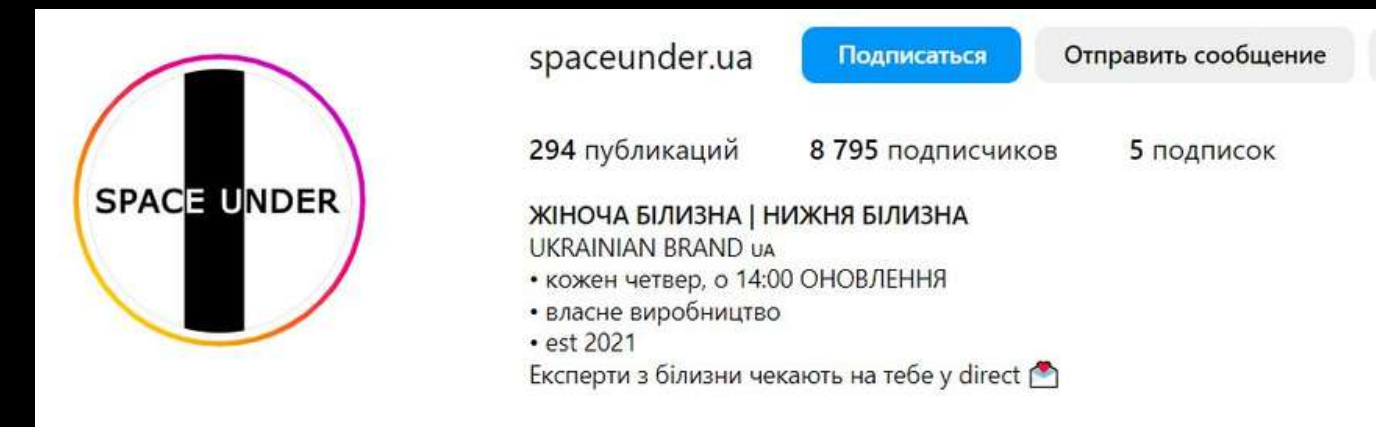 SPACE UNDER
spaceunder.ua Подписаться Отправить сообщение
294 публикаций 8 795 подписчиков 5 подписок
ЖІНОЧА БІЛИЗНА | НИЖНЯ БІЛИЗНА
UKRAINIAN BRAND UA
• кожен четвер, о 14:00 ОНОВЛЕННЯ
• власне виробництво
• est 2021
Експерти з білизни чекають на тебе у direct 💌